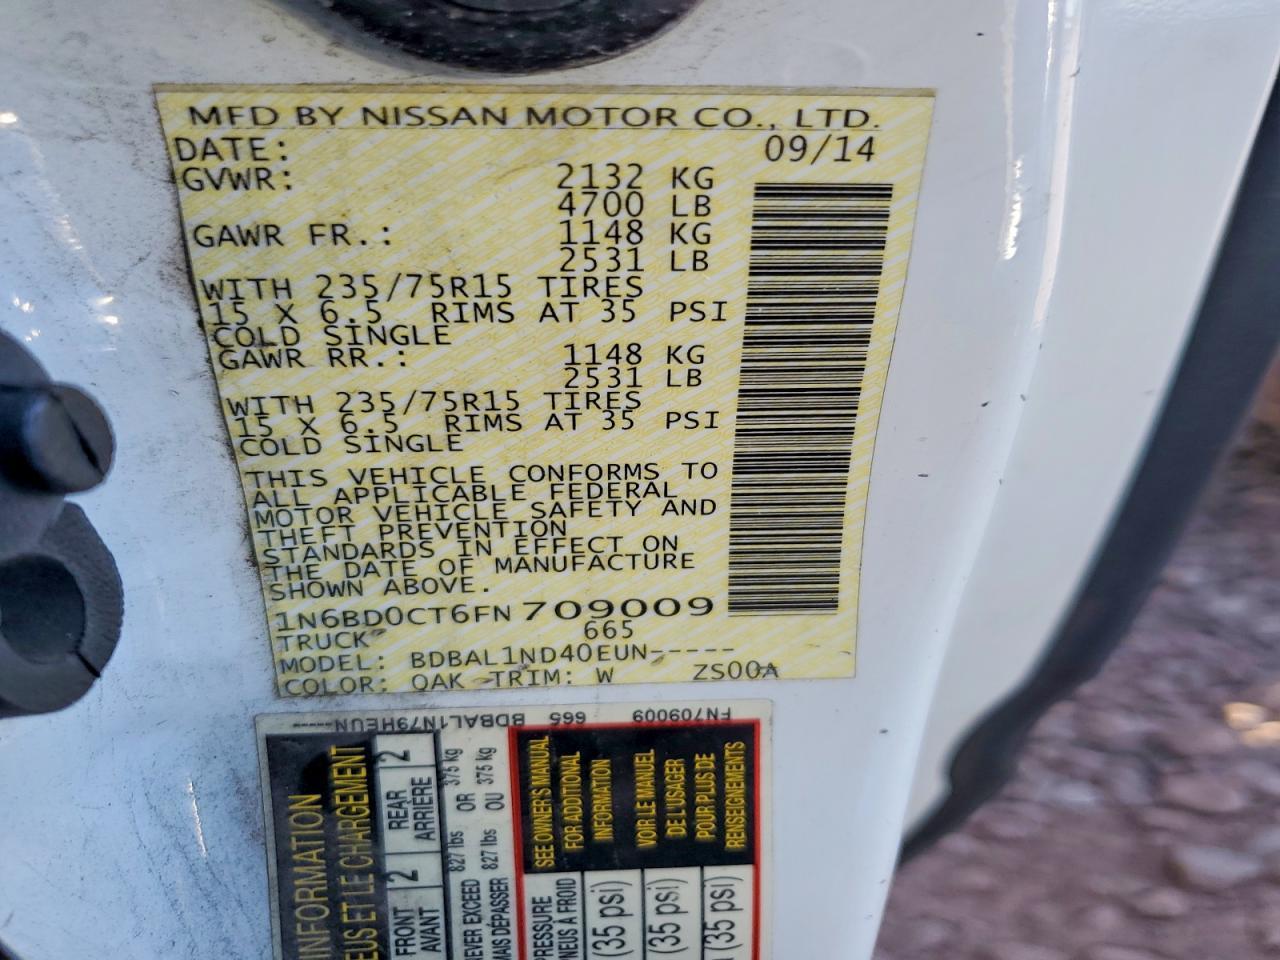 MFD BY NISSAN MOTOR CO., LTD.
DATE: 09/14
GVWR: 2132 KG
4700 LB
GAWR FR.: 1148 KG
2531 LB
WITH 235/75R15 TIRES
15 X 6.5 RIMS AT 35 PSI
COLD SINGLE
GAWR RR.: 1148 KG
2531 LB
WITH 235/75R15 TIRES
15 X 6.5 RIMS AT 35 PSI
COLD SINGLE
THIS VEHICLE CONFORMS TO
ALL APPLICABLE FEDERAL
MOTOR VEHICLE SAFETY AND
THEFT PREVENTION
STANDARDS IN EFFECT ON
THE DATE OF MANUFACTURE
SHOWN ABOVE.
1N6BD0CT6FN709009
TRUCK 665
MODEL: BDBAL1ND40EUN-----
COLOR: QAK TRIM: W ZS00A
FN709009 665 BDBAL1N79HEUN-----
INFORMATION
ET LE CHARGEMENT
FRONT 2 REAR 2
AVANT ARRIÈRE
EXCEED 827 lbs OR 375 kg
DÉPASSER 827 lbs OU 375 kg
SEE OWNER'S MANUAL
FOR ADDITIONAL
INFORMATION
VOIR LE MANUEL
DE L'USAGER
POUR PLUS DE
RENSEIGNEMENTS
PRESSURE
À FROID
(35 psi)
(35 psi)
(35 psi)